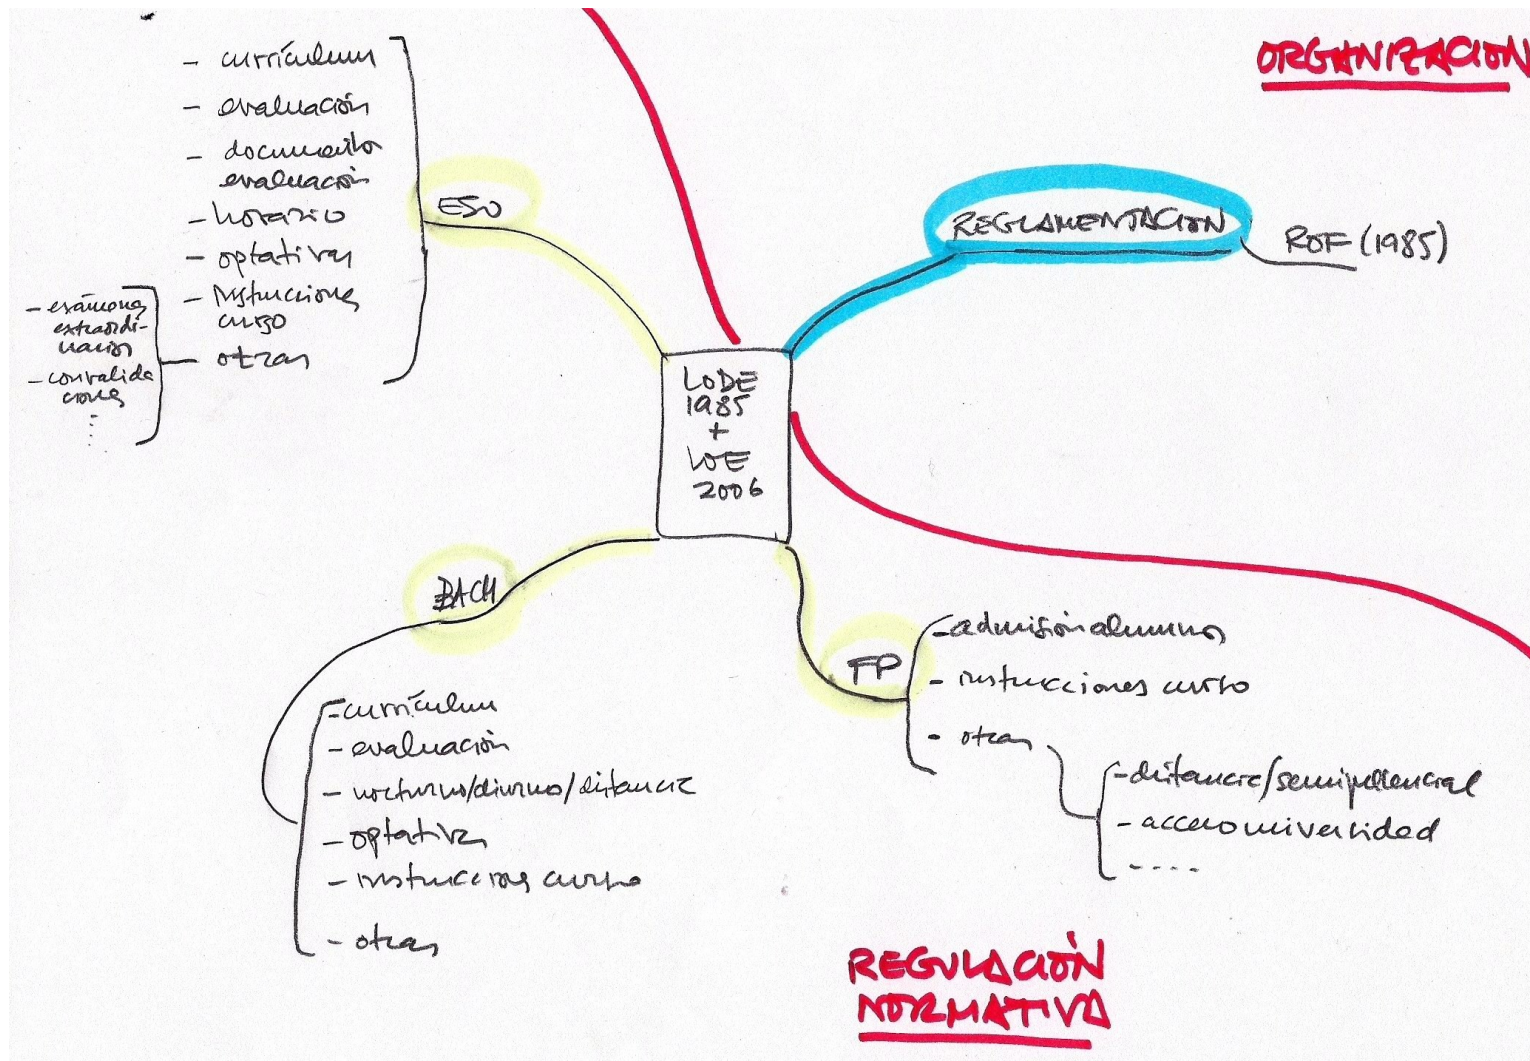 ORGANIZACION
- currículum
- evaluación
- documentos
evaluación
- horario
- optativas
- instrucciones
curso
- otras
- exámenes
extraordi-
narios
- convalida
ciones
ESO
REGLAMENTACION
ROF (1985)
LODE
1985
+
LOE
2006
BACH
- currículum
- evaluación
- nocturno/diurno/distancia
- optativas
- instrucciones curso
- otras
FP
- admisión alumnos
- instrucciones curso
- otras
- distancia/semipresencial
- acceso universidad
- ----
REGULACIÓN
NORMATIVA